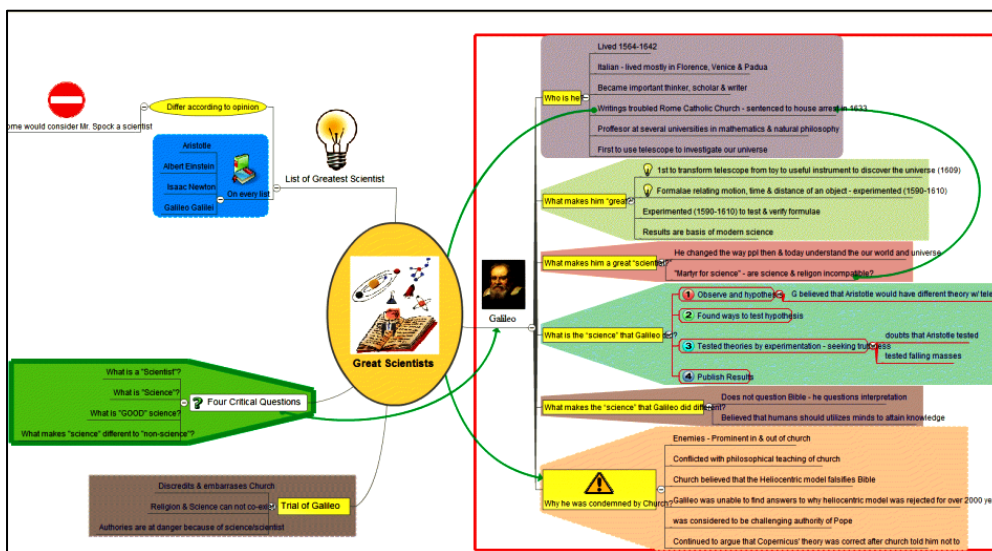 Differ according to opinion
ome would consider Mr. Spock a scientist
Aristotle
Albert Einstein
Isaac Newton
Galileo Galilei
On every list
List of Greatest Scientist
Great Scientists
What is a "Scientist"?
What is "Science"?
What is "GOOD" science?
What makes "science" different to "non-science"?
? Four Critical Questions
Discredits & embarrases Church
Religion & Science can not co-ex
Authories are at danger because of science/scientist
Trial of Galileo
Galileo
Who is he
Lived 1564-1642
Italian - lived mostly in Florence, Venice & Padua
Became important thinker, scholar & writer
Writings troubled Rome Catholic Church - sentenced to house arrest in 1633
Proffesor at several universities in mathematics & natural philosophy
First to use telescope to investigate our universe
What makes him "great
1st to transform telescope from toy to useful instrument to discover the universe (1609)
Formalae relating motion, time & distance of an object - experimented (1590-1610)
Experimented (1590-1610) to test & verify formulae
Results are basis of modern science
What makes him a great "scientist?
He changed the way ppl then & today understand the our world and universe
"Martyr for science" - are science & religon incompatible?
What is the "science" that Galileo d ?
1 Observe and hypothes
G believed that Aristotle would have different theory w/ tele
2 Found ways to test hypothesis
3 Tested theories by experimentation - seeking truthess
doubts that Aristotle tested
tested falling masses
4 Publish Results
What makes the "science" that Galileo did different?
Does not question Bible - he questions interpretation
Believed that humans should utilizes minds to attain knowledge
Why he was condemned by Church?
Enemies - Prominent in & out of church
Conflicted with philosophical teaching of church
Church believed that the Heliocentric model falsifies Bible
Galileo was unable to find answers to why heliocentric model was rejected for over 2000 ye
was considered to be challenging authority of Pope
Continued to argue that Copernicus' theory was correct after church told him not to